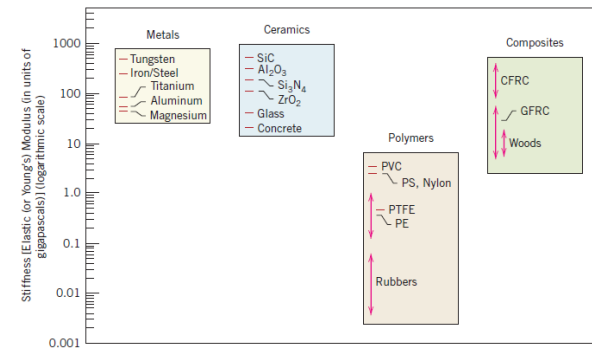 Stiffness [Elastic (or Young's) Modulus (in units of
gigapascals)] (logarithmic scale)
1000
100
10
1.0
0.1
0.01
0.001
Metals
Tungsten
Iron/Steel
Titanium
Aluminum
Magnesium
Ceramics
SiC
Al₂O₃
Si₃N₄
ZrO₂
Glass
Concrete
Polymers
PVC
PS, Nylon
PTFE
PE
Rubbers
Composites
CFRC
GFRC
Woods